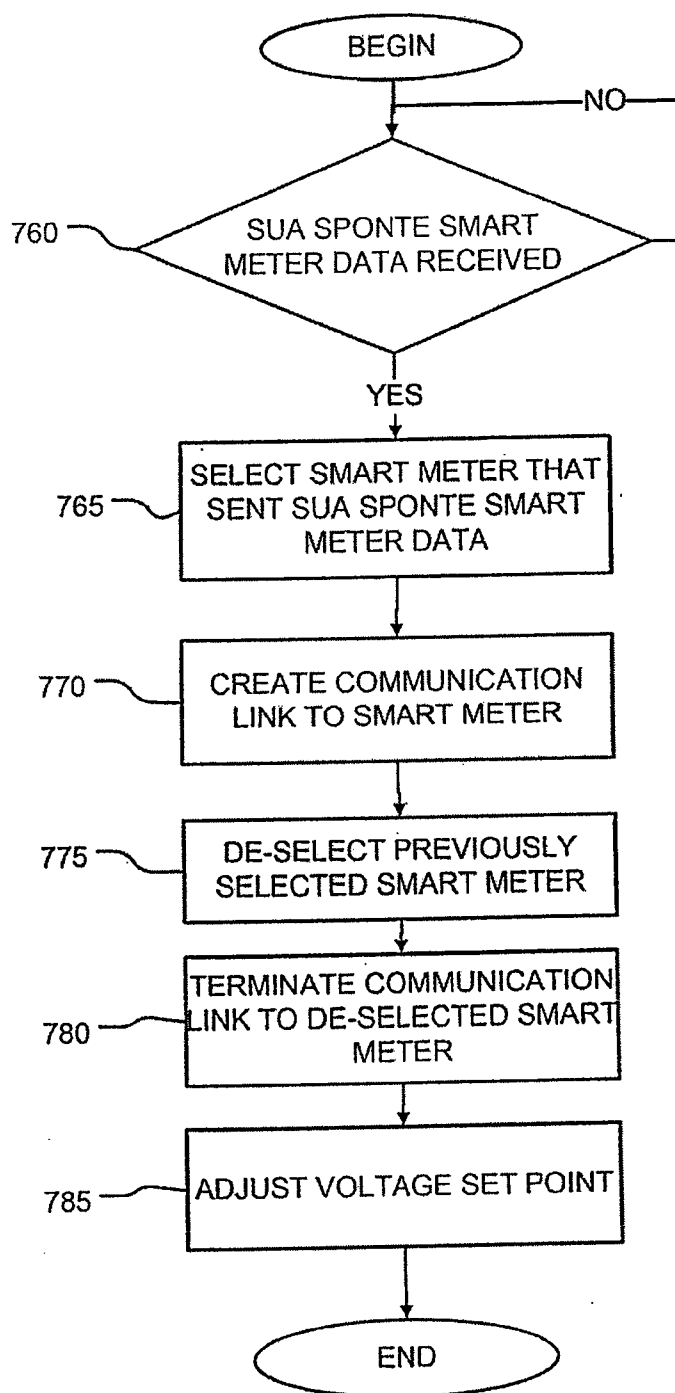 BEGIN
NO
760
SUA SPONTE SMART
METER DATA RECEIVED
YES
765
SELECT SMART METER THAT
SENT SUA SPONTE SMART
METER DATA
770
CREATE COMMUNICATION
LINK TO SMART METER
775
DE-SELECT PREVIOUSLY
SELECTED SMART METER
780
TERMINATE COMMUNICATION
LINK TO DE-SELECTED SMART
METER
785
ADJUST VOLTAGE SET POINT
END